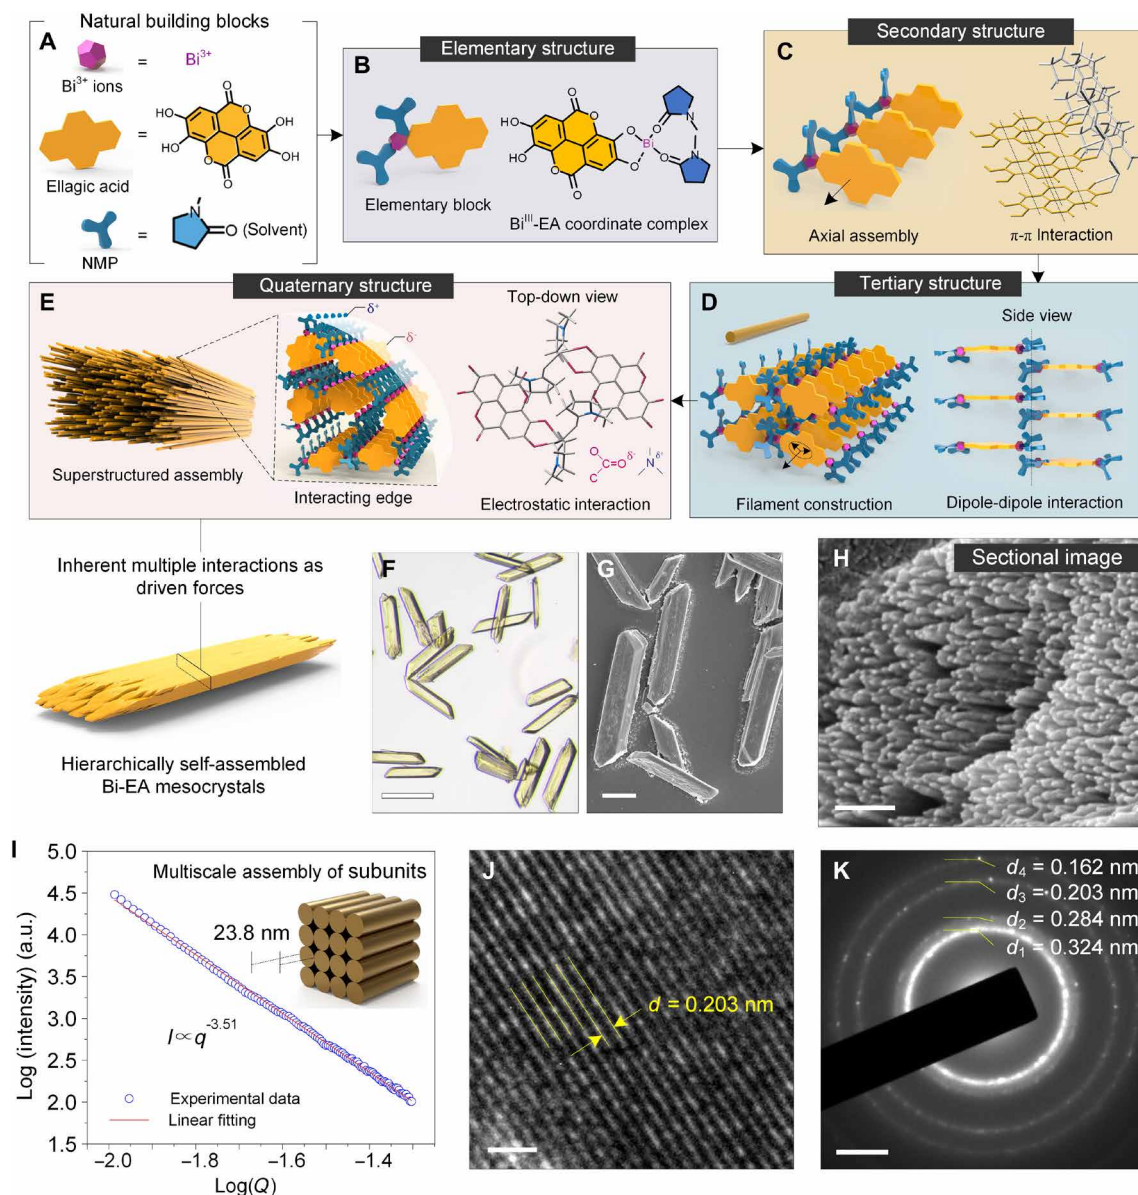 Natural building blocks
A
Bi3+ ions
=
Bi3+
Ellagic acid
=
O
O
HO
OH
HO
OH
O
O
NMP
=
N
O (Solvent)
Elementary structure
B
Elementary block
O
O
HO
O
N
HO
O
Bi
O
O
O
O
N
BiIII-EA coordinate complex
Secondary structure
C
Axial assembly
π-π Interaction
Quaternary structure
E
δ+
δ-
Top-down view
Superstructured assembly
Interacting edge
O
C
C=O δ-
N δ+
Electrostatic interaction
Tertiary structure
D
Side view
Filament construction
Dipole-dipole interaction
Inherent multiple interactions as
driven forces
Hierarchically self-assembled
Bi-EA mesocrystals
F
G
H
Sectional image
I
5.0
4.5
4.0
3.5
3.0
2.5
2.0
1.5
Log (intensity) (a.u.)
Multiscale assembly of subunits
23.8 nm
I∝q-3.51
Experimental data
Linear fitting
−2.0
−1.8
−1.6
−1.4
Log(Q)
J
d = 0.203 nm
K
d4 = 0.162 nm
d3 = 0.203 nm
d2 = 0.284 nm
d1 = 0.324 nm